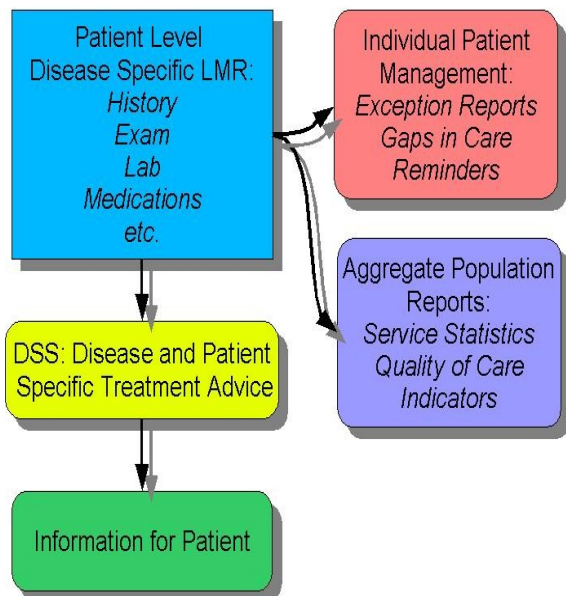 Patient Level
Disease Specific LMR:
History
Exam
Lab
Medications
etc.
Individual Patient
Management:
Exception Reports
Gaps in Care
Reminders
Aggregate Population
Reports:
Service Statistics
Quality of Care
Indicators
DSS: Disease and Patient
Specific Treatment Advice
Information for Patient